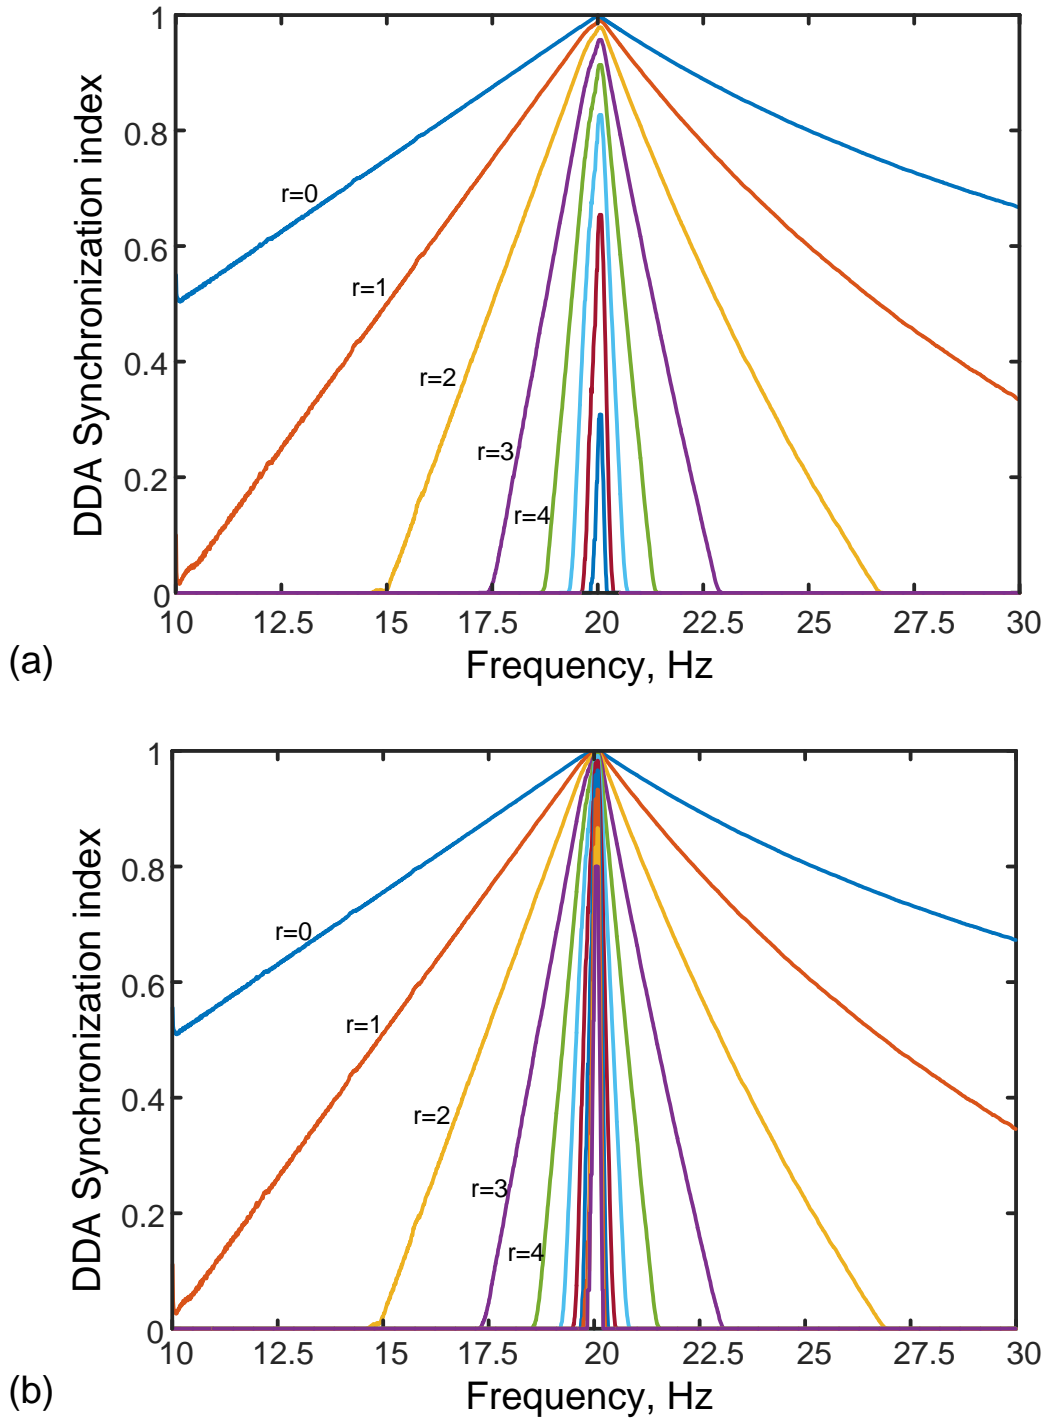 1
0.8
0.6
0.4
0.2
0
DDA Synchronization index
r=0
r=1
r=2
r=3
r=4
10 12.5 15 17.5 20 22.5 25 27.5 30
Frequency, Hz
(a)
1
0.8
0.6
0.4
0.2
0
DDA Synchronization index
r=0
r=1
r=2
r=3
r=4
10 12.5 15 17.5 20 22.5 25 27.5 30
Frequency, Hz
(b)